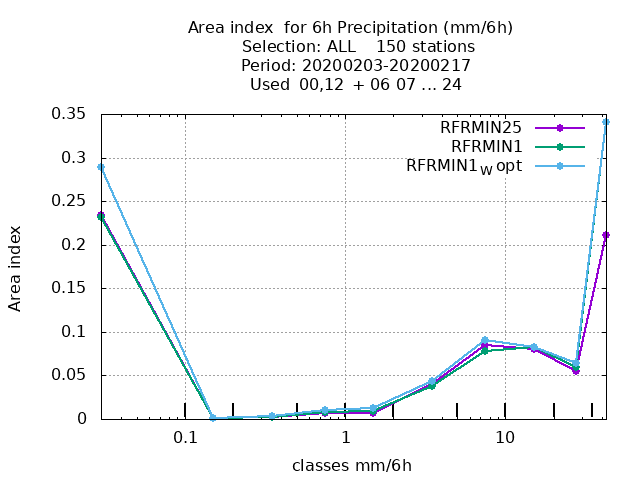 Area index  for 6h Precipitation (mm/6h)
Selection: ALL    150 stations
Period: 20200203-20200217
Used  00,12  + 06 07 ... 24
0.35
0.3
0.25
0.2
0.15
0.1
0.05
0
Area index
RFRMIN25
RFRMIN1
RFRMIN1W opt
0.1
1
10
classes mm/6h